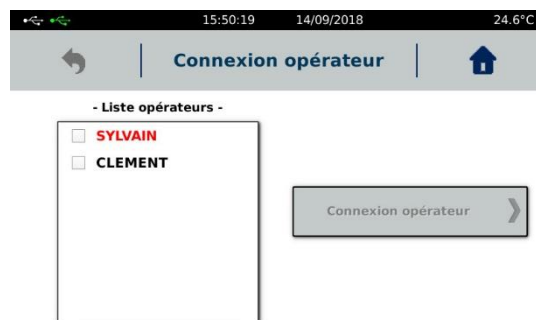 15:50:19 14/09/2018 24.6°C
Connexion opérateur
- Liste opérateurs -
SYLVAIN
CLEMENT
Connexion opérateur